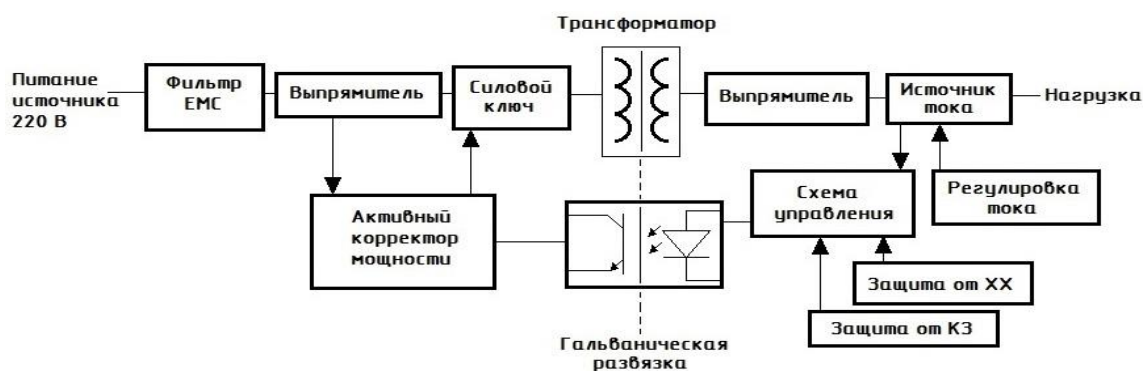 Трансформатор
Питание
источника
220 В
Фильтр
ЕМС
Выпрямитель
Силовой
ключ
Выпрямитель
Источник
тока
Нагрузка
Активный
корректор
мощности
Схема
управления
Регулировка
тока
Защита от ХХ
Защита от КЗ
Гальваническая
развязка